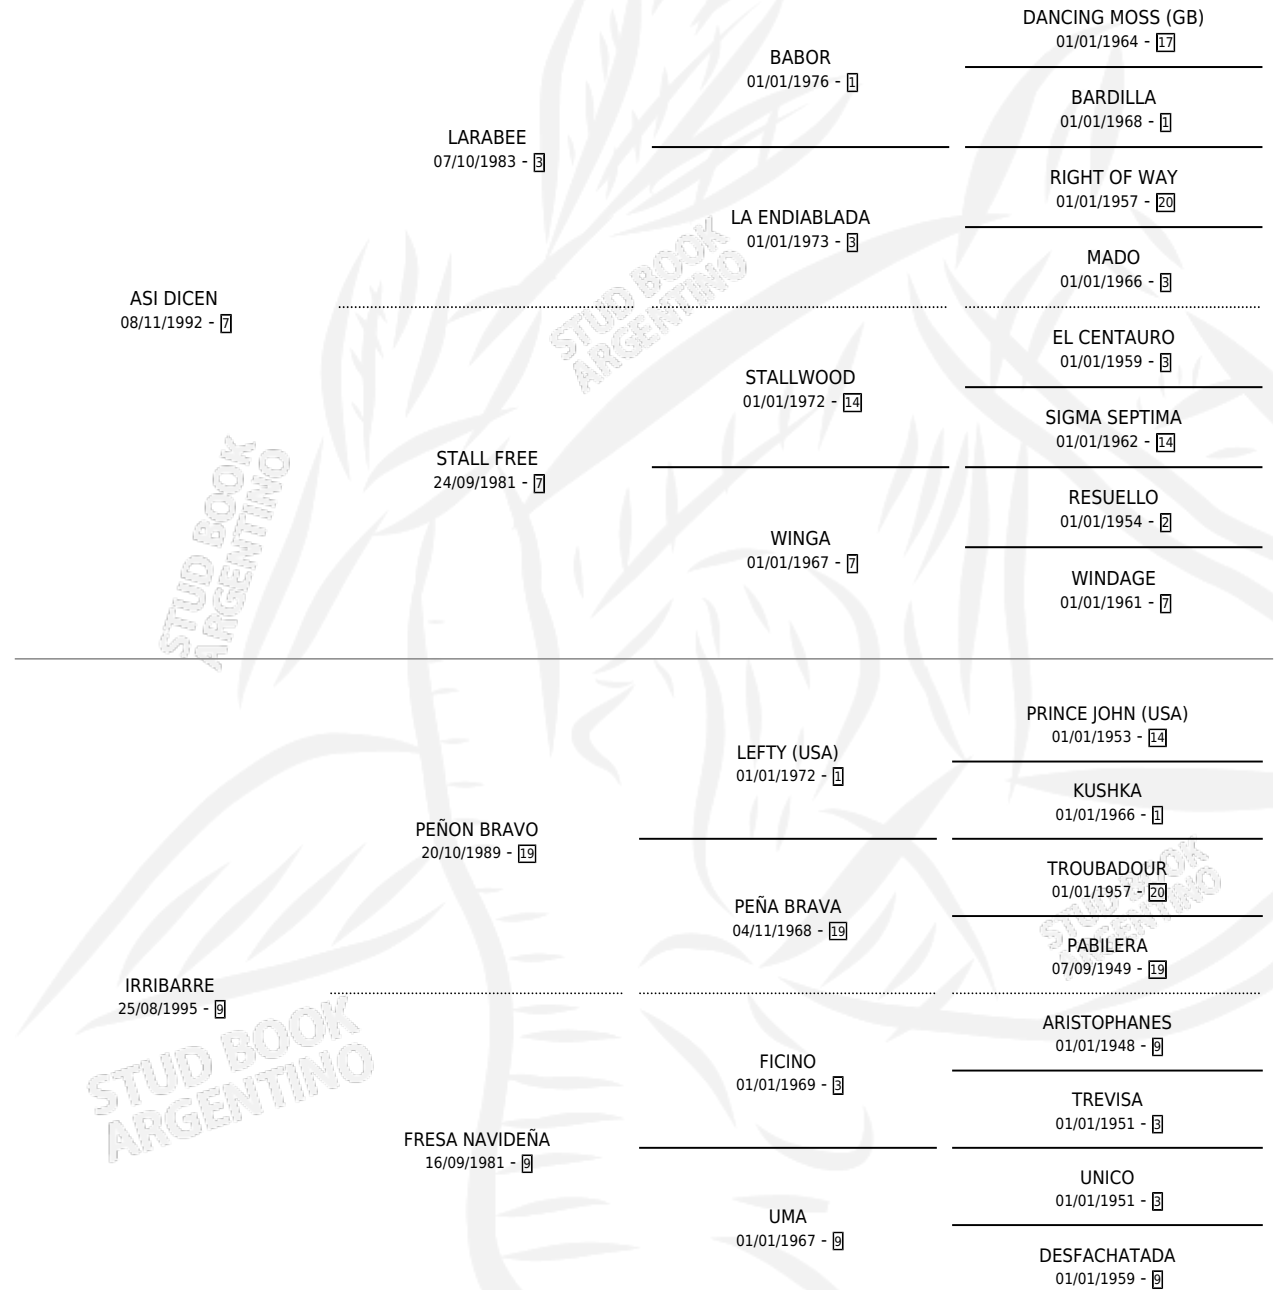 DANCING MOSS (GB)
01/01/1964 - 17
BABOR
01/01/1976 - 1
BARDILLA
01/01/1968 - 1
LARABEE
07/10/1983 - 3
RIGHT OF WAY
01/01/1957 - 20
LA ENDIABLADA
01/01/1973 - 3
MADO
01/01/1966 - 3
ASI DICEN
08/11/1992 - 7
EL CENTAURO
01/01/1959 - 3
STALLWOOD
01/01/1972 - 14
SIGMA SEPTIMA
01/01/1962 - 14
STALL FREE
24/09/1981 - 7
RESUELLO
01/01/1954 - 2
WINGA
01/01/1967 - 7
WINDAGE
01/01/1961 - 7
PRINCE JOHN (USA)
01/01/1953 - 14
LEFTY (USA)
01/01/1972 - 1
KUSHKA
01/01/1966 - 1
PEÑON BRAVO
20/10/1989 - 19
TROUBADOUR
01/01/1957 - 20
PEÑA BRAVA
04/11/1968 - 19
PABILERA
07/09/1949 - 19
IRRIBARRE
25/08/1995 - 9
ARISTOPHANES
01/01/1948 - 9
FICINO
01/01/1969 - 3
TREVISA
01/01/1951 - 3
FRESA NAVIDEÑA
16/09/1981 - 9
UNICO
01/01/1951 - 3
UMA
01/01/1967 - 9
DESFACHATADA
01/01/1959 - 9
STUD BOOK
ARGENTINO
STUD BOOK
ARGENTINO
STUD BOOK
ARGENTINO
STUD BOOK
ARGENTINO